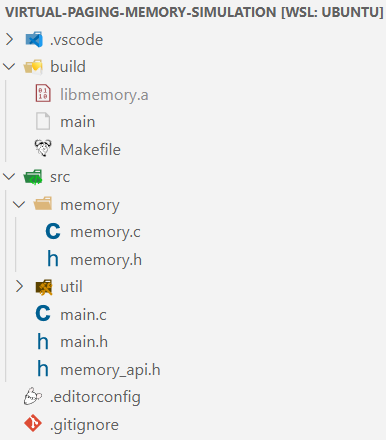 VIRTUAL-PAGING-MEMORY-SIMULATION [WSL: UBUNTU]
.vscode
build
libmemory.a
main
Makefile
src
memory
C memory.c
h memory.h
util
C main.c
h main.h
h memory_api.h
.editorconfig
.gitignore